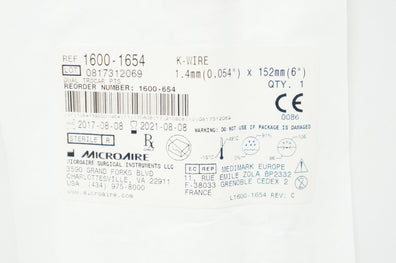 REF 1600-1654 K-WIRE
LOT 0817312069 1.4mm(0.054") x 152mm(6")
DUAL TROCAR PTS QTY. 1
REORDER NUMBER: 1600-654
CE
0086
2017-08-08 2021-08-08
WARNING: DO NOT USE IF PACKAGE IS DAMAGED
STERILE R
Rx
MICROAIRE
MICROAIRE SURGICAL INSTRUMENTS LLC
3590 GRAND FORKS BLVD
CHARLOTTESVILLE, VA 22911
USA (434) 975-8000
www.microaire.com
EC REP MEDIMARK EUROPE
11, RUE EMILE ZOLA BP2332
F-38033 GRENOBLE CEDEX 2
FRANCE
L1600-1654 REV: C